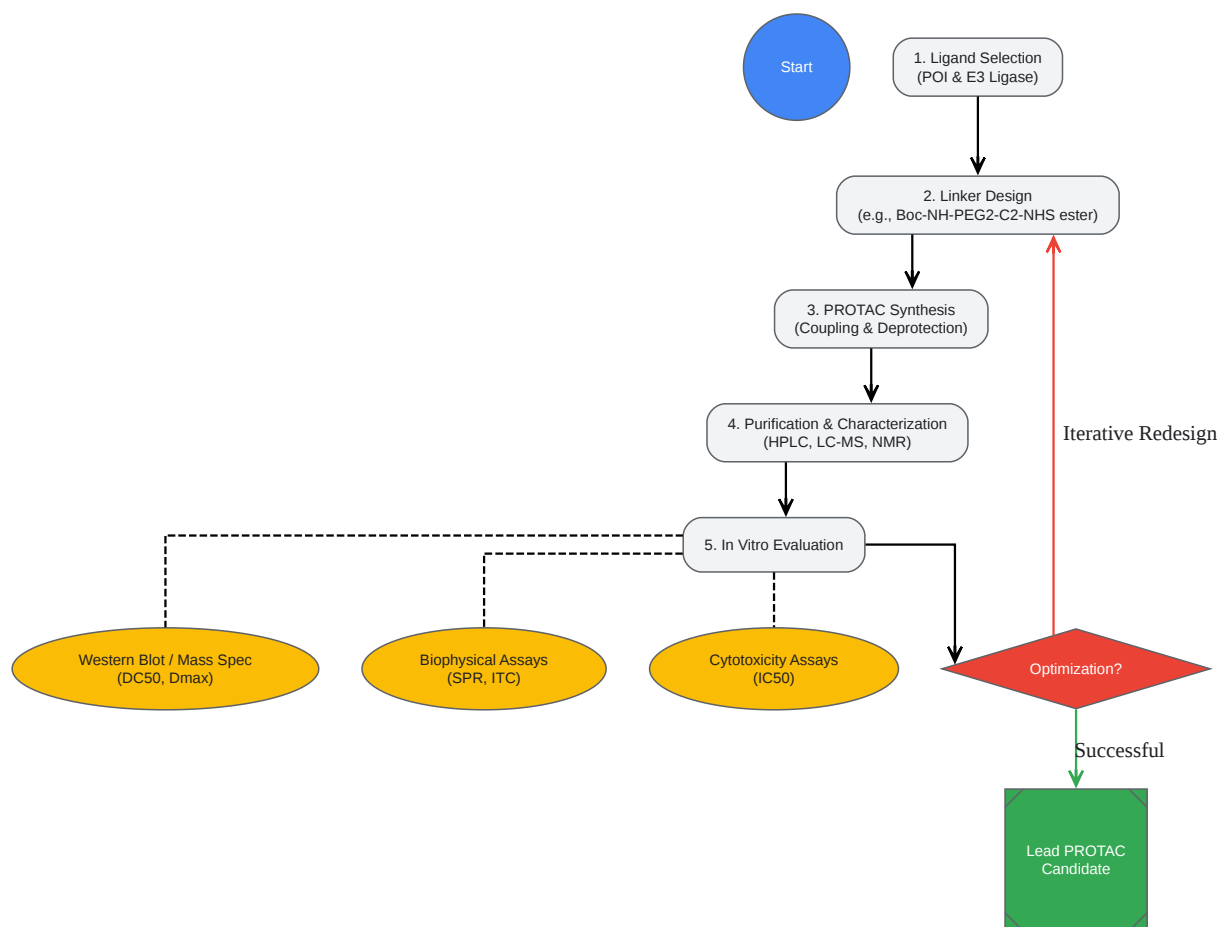 Start
1. Ligand Selection
(POI & E3 Ligase)
2. Linker Design
(e.g., Boc-NH-PEG2-C2-NHS ester)
3. PROTAC Synthesis
(Coupling & Deprotection)
4. Purification & Characterization
(HPLC, LC-MS, NMR)
Iterative Redesign
5. In Vitro Evaluation
Western Blot / Mass Spec
(DC50, Dmax)
Biophysical Assays
(SPR, ITC)
Cytotoxicity Assays
(IC50)
Optimization?
Successful
Lead PROTAC
Candidate